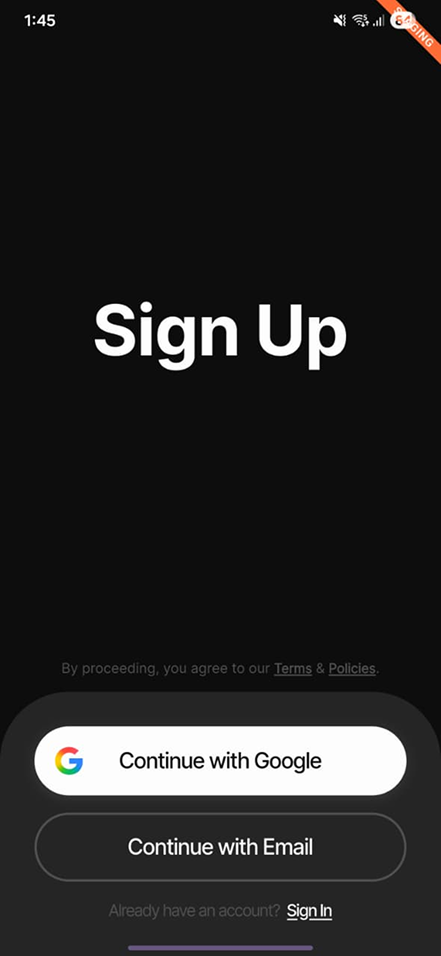 1:45
STAGING
Sign Up
By proceeding, you agree to our Terms & Policies.
Continue with Google
Continue with Email
Already have an account? Sign In